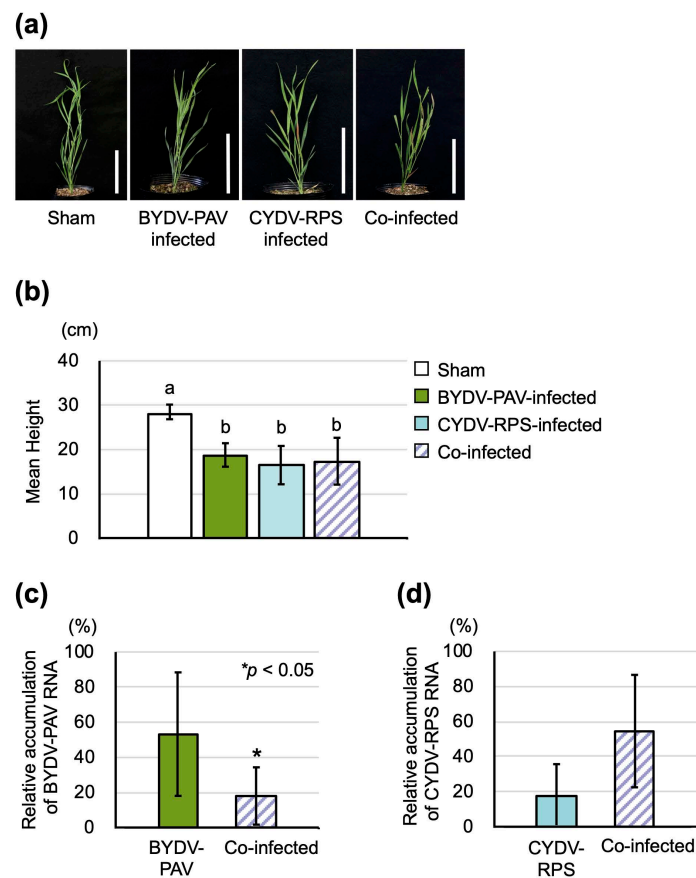 (a)
Sham
BYDV-PAV
infected
CYDV-RPS
infected
Co-infected
(b)
(cm)
Mean Height
40
30
20
10
0
a
b
b
b
Sham
BYDV-PAV-infected
CYDV-RPS-infected
Co-infected
(c)
(%)
Relative accumulation
of BYDV-PAV RNA
100
80
60
40
20
0
*p < 0.05
*
BYDV-
PAV
Co-infected
(d)
(%)
Relative accumulation
of CYDV-RPS RNA
100
80
60
40
20
0
CYDV-
RPS
Co-infected